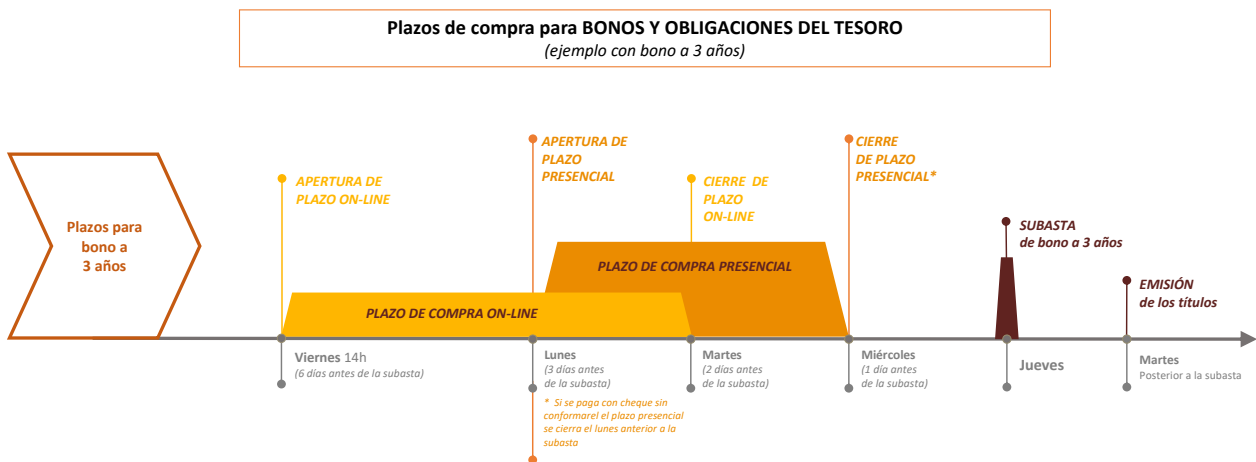 Plazos de compra para BONOS Y OBLIGACIONES DEL TESORO
(ejemplo con bono a 3 años)
Plazos para
bono a
3 años
APERTURA DE
PLAZO ON-LINE
APERTURA DE
PLAZO
PRESENCIAL
CIERRE DE
PLAZO
ON-LINE
CIERRE
DE PLAZO
PRESENCIAL*
SUBASTA
de bono a 3 años
EMISIÓN
de los títulos
PLAZO DE COMPRA PRESENCIAL
PLAZO DE COMPRA ON-LINE
Viernes 14h
(6 días antes de la subasta)
Lunes
(3 días antes
de la subasta)
Martes
(2 días antes
de la subasta)
Miércoles
(1 día antes
de la subasta)
Jueves
Martes
Posterior a la subasta
* Si se paga con cheque sin
conformarel el plazo presencial
se cierra el lunes anterior a la
subasta